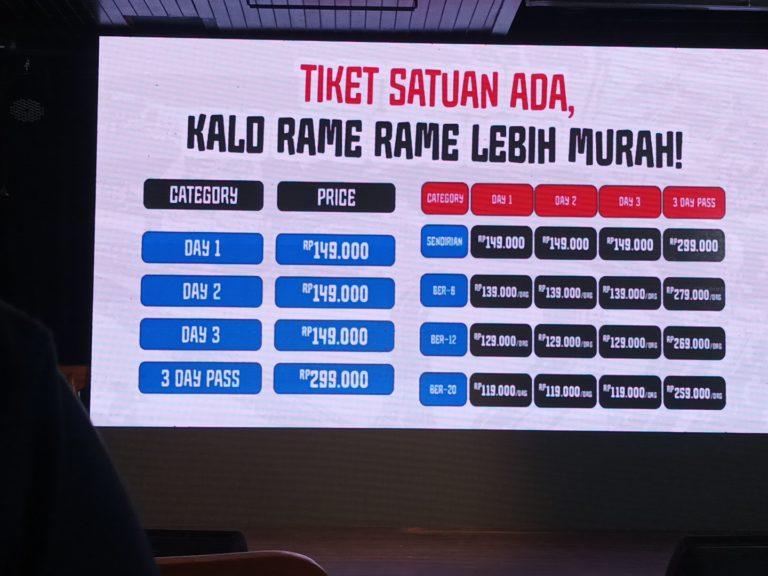 TIKET SATUAN ADA,
KALO RAME RAME LEBIH MURAH!
CATEGORY PRICE
DAY 1 RP149.000
DAY 2 RP149.000
DAY 3 RP149.000
3 DAY PASS RP299.000
CATEGORY DAY 1 DAY 2 DAY 3 3 DAY PASS
SENDIRIAN RP149.000 RP149.000 RP149.000 RP299.000
BER-6 RP139.000/ORG RP139.000/ORG RP139.000/ORG RP279.000/ORG
BER-12 RP129.000/ORG RP129.000/ORG RP129.000/ORG RP269.000/ORG
BER-20 RP119.000/ORG RP119.000/ORG RP119.000/ORG RP259.000/ORG